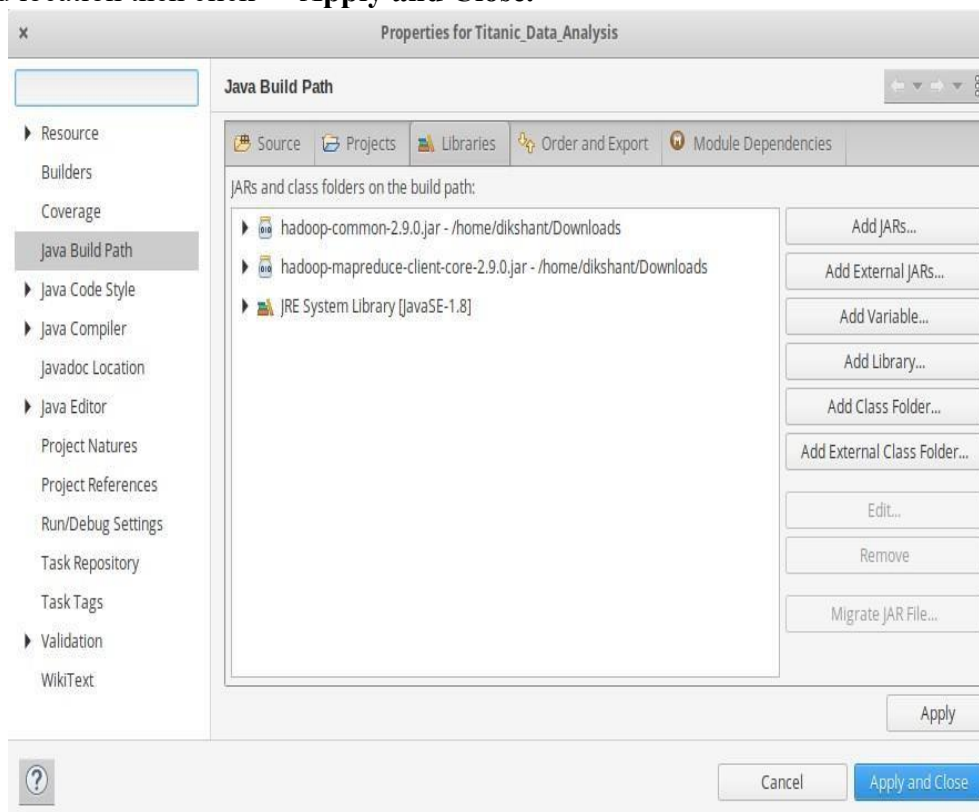 location then click -- Apply and Close.
Properties for Titanic_Data_Analysis
Java Build Path
Resource
Builders
Coverage
Java Build Path
Java Code Style
Java Compiler
Javadoc Location
Java Editor
Project Natures
Project References
Run/Debug Settings
Task Repository
Task Tags
Validation
WikiText
Source Projects Libraries Order and Export Module Dependencies
JARs and class folders on the build path:
hadoop-common-2.9.0.jar - /home/dikshant/Downloads
hadoop-mapreduce-client-core-2.9.0.jar - /home/dikshant/Downloads
JRE System Library [JavaSE-1.8]
Add JARs...
Add External JARs...
Add Variable...
Add Library...
Add Class Folder...
Add External Class Folder...
Edit...
Remove
Migrate JAR File...
Apply
? Cancel Apply and Close